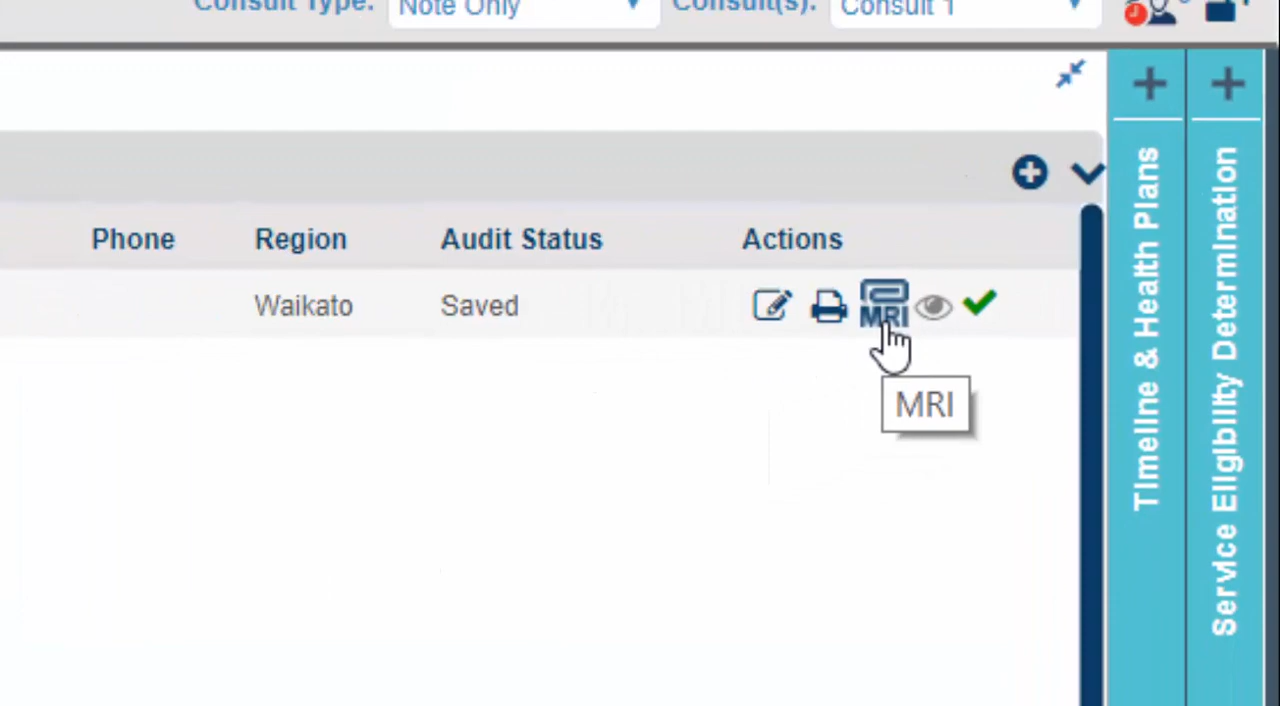 Consult Type: Note Only Consult(s): Consult 1
Phone Region Audit Status Actions
Waikato Saved MRI
MRI
Timeline & Health Plans
Service Eligibility Determination